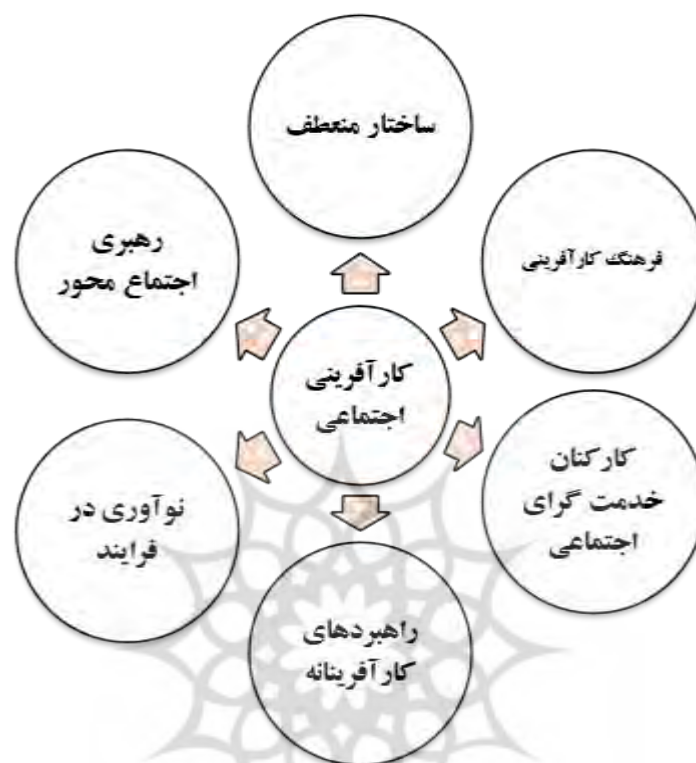 ساختار منعطف
فرهنگ کارآفرینی
کارکنان
خدمت گرای
اجتماعی
راهبردهای
کارآفرینانه
نوآوری در
فرایند
رهبری
اجتماع محور
کارآفرینی
اجتماعی